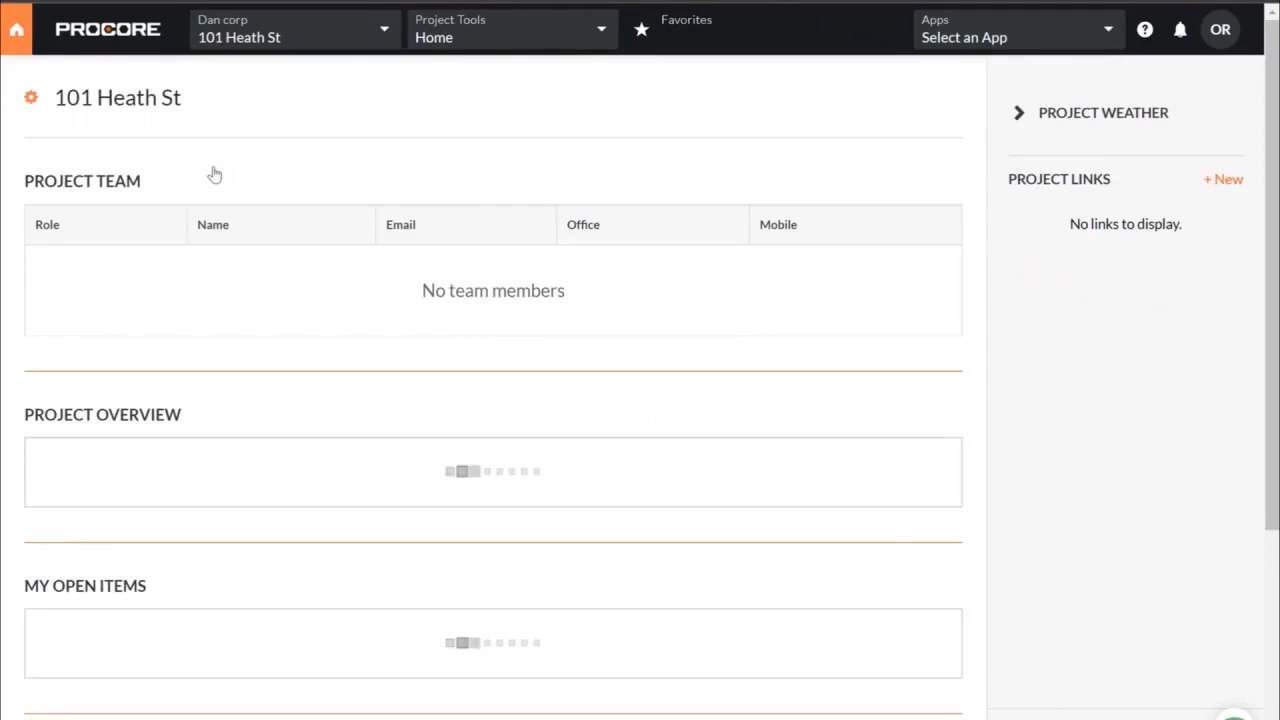 PROCORE
Dan corp
101 Heath St
Project Tools
Home
Favorites
Apps
Select an App
OR
101 Heath St
PROJECT TEAM
Role Name Email Office Mobile
No team members
PROJECT OVERVIEW
MY OPEN ITEMS
PROJECT WEATHER
PROJECT LINKS + New
No links to display.